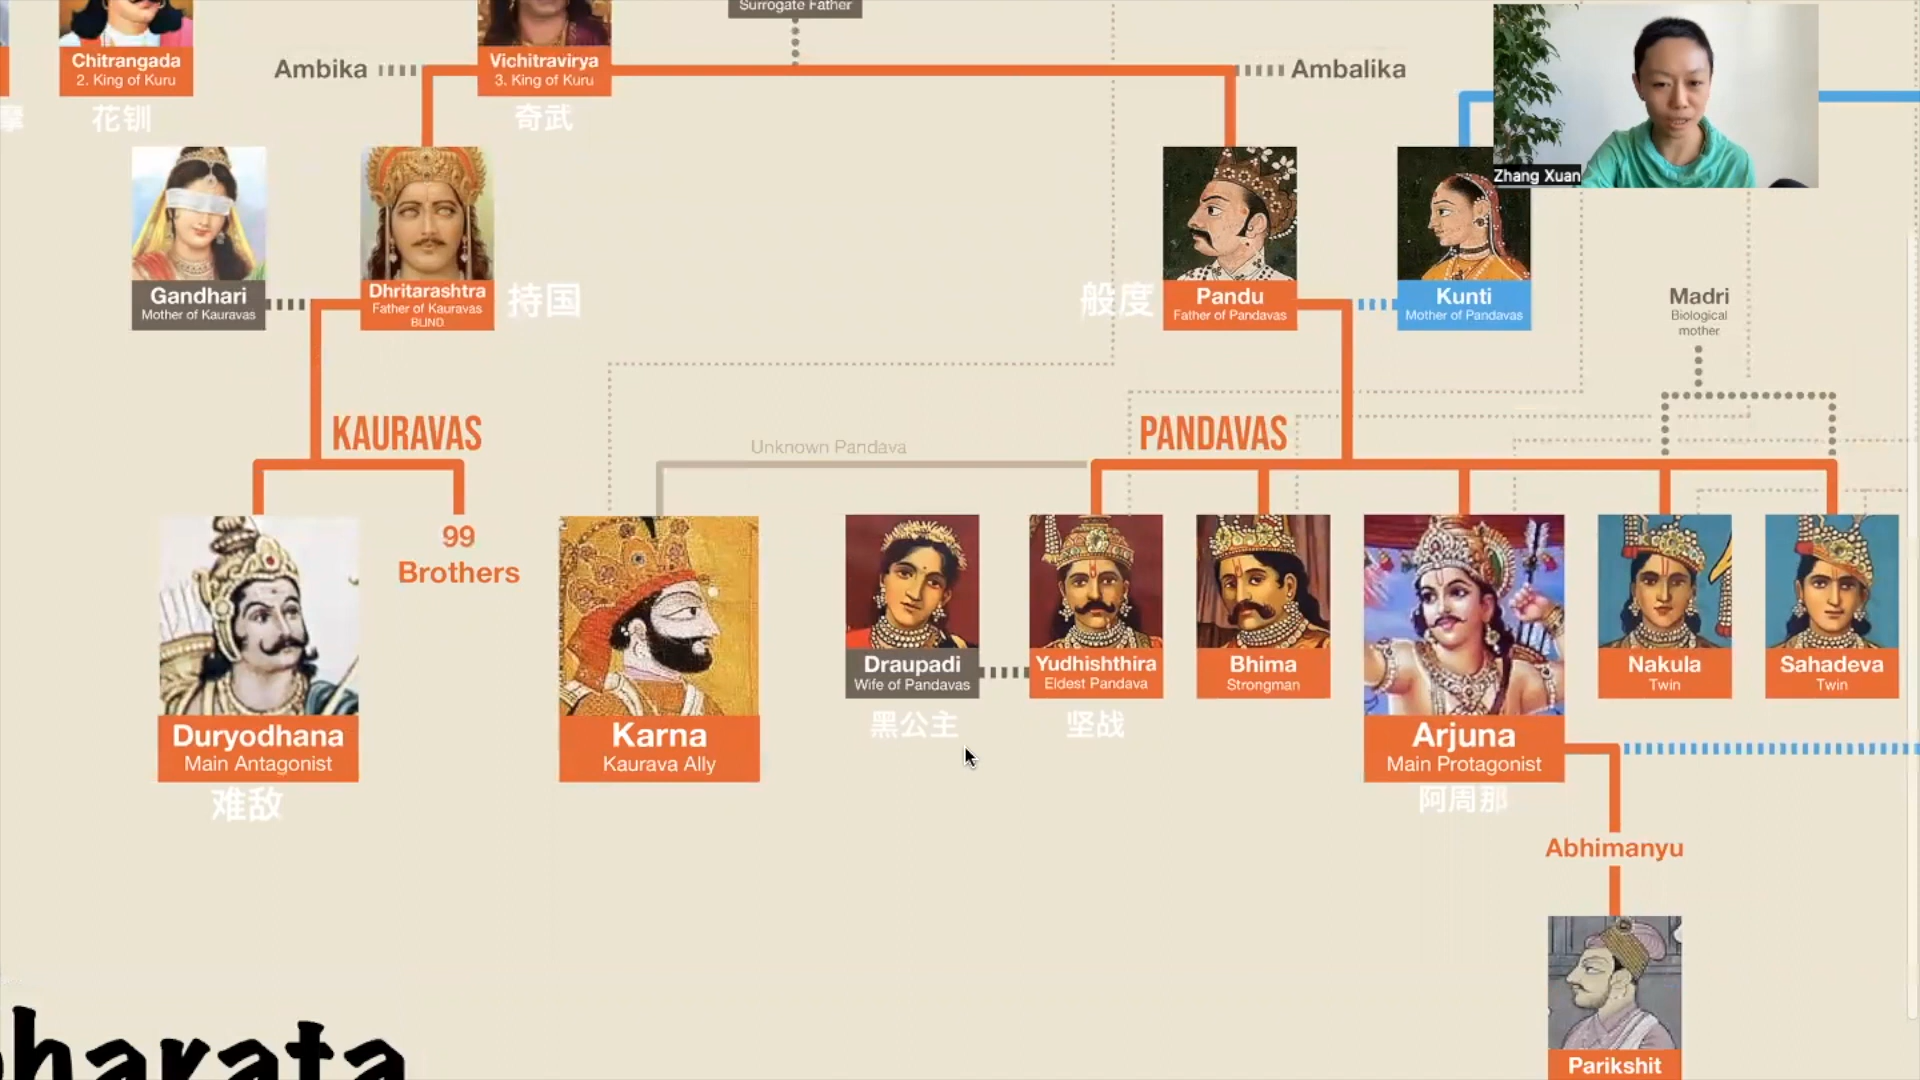 Surrogate Father
Chitrangada
2. King of Kuru
花钏
Ambika
Vichitravirya
3. King of Kuru
奇武
Ambalika
Zhang Xuan
Gandhari
Mother of Kauravas
Dhritarashtra
Father of Kauravas
BLIND
持国
般度
Pandu
Father of Pandavas
Kunti
Mother of Pandavas
Madri
Biological
mother
KAURAVAS
Unknown Pandava
PANDAVAS
99
Brothers
Duryodhana
Main Antagonist
难敌
Karna
Kaurava Ally
Draupadi
Wife of Pandavas
黑公主
Yudhishthira
Eldest Pandava
坚战
Bhima
Strongman
Arjuna
Main Protagonist
阿周那
Nakula
Twin
Sahadeva
Twin
Abhimanyu
Parikshit
harata